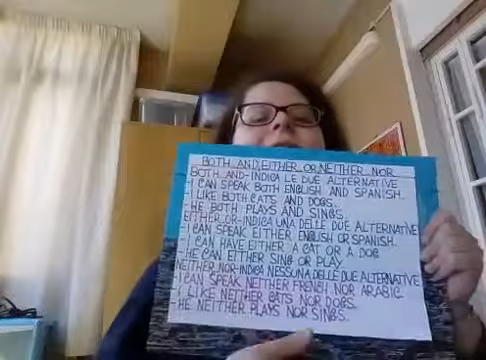 BOTH AND, EITHER OR, NEITHER NOR
BOTH AND-INDICA LE DUE ALTERNATIVE
-I CAN SPEAK BOTH ENGLISH AND SPANISH.
-I LIKE BOTH CATS AND DOGS.
-HE BOTH PLAYS AND SINGS.
EITHER OR-INDICA UNA DELLE DUE ALTERNATIVE
-I CAN SPEAK EITHER ENGLISH OR SPANISH.
-I CAN HAVE EITHER A CAT OR A DOG
-HE CAN EITHER SING OR PLAY
NEITHER NOR-INDICA NESSUNA DELLE DUE ALTERNATIVE
-I CAN SPEAK NEITHER FRENCH NOR ARABIC.
-I LIKE NEITHER CATS NOR DOGS.
-HE NEITHER PLAYS NOR SINGS.